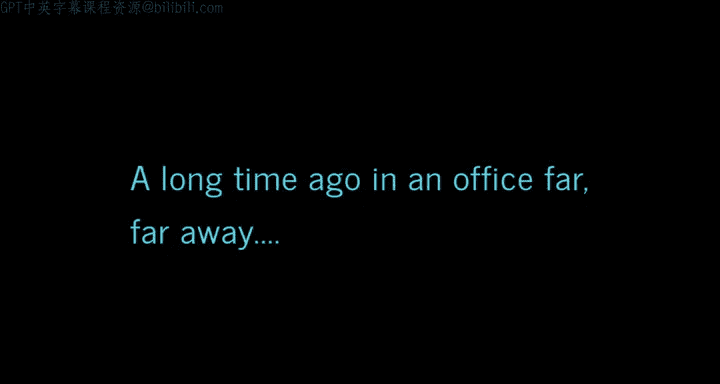 GPT中英字幕课程资源@bilibili.com
A long time ago in an office far,
far away....